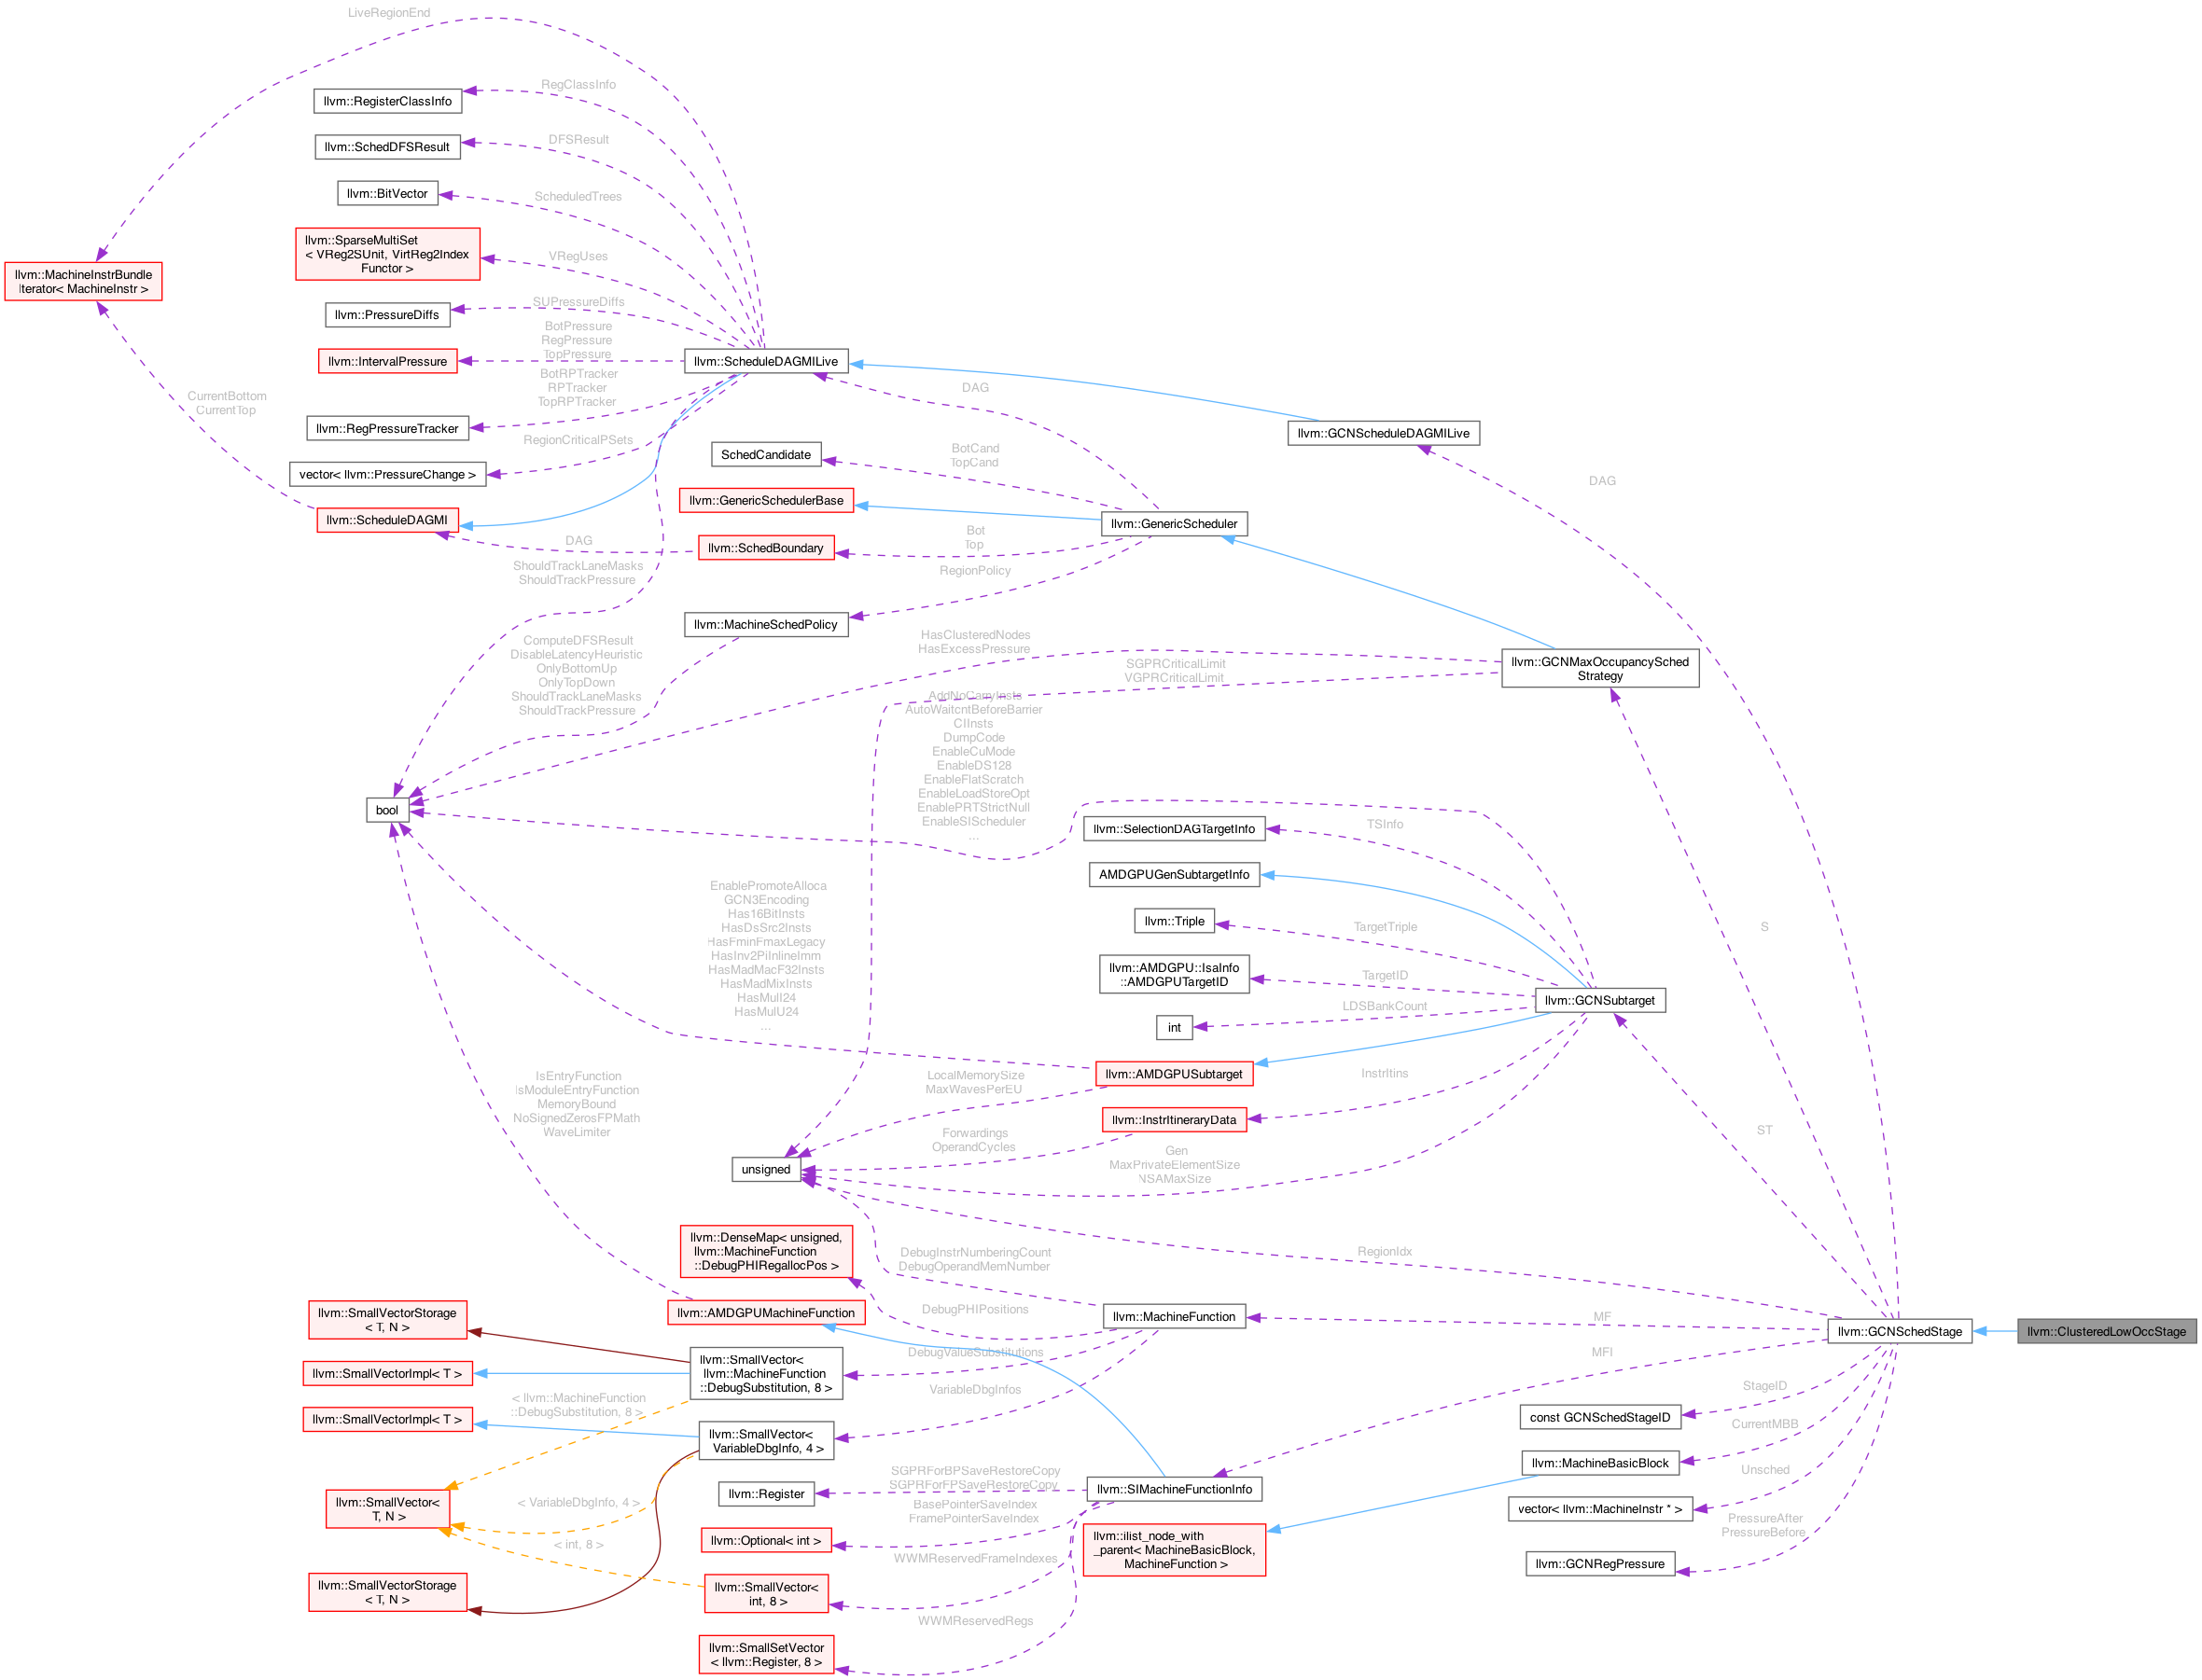 LiveRegionEnd
RegClassInfo
llvm::RegisterClassInfo
DFSResult
llvm::SchedDFSResult
llvm::BitVector
ScheduledTrees
llvm::SparseMultiSet
< VReg2SUnit, VirtReg2Index
Functor >
VRegUses
llvm::MachineInstrBundle
Iterator< MachineInstr >
SUPressureDiffs
llvm::PressureDiffs
BotPressure
RegPressure
TopPressure
llvm::IntervalPressure
llvm::ScheduleDAGMILive
BotRPTracker
RPTracker
TopRPTracker
DAG
CurrentBottom
CurrentTop
llvm::RegPressureTracker
llvm::GCNScheduleDAGMILive
RegionCriticalPSets
SchedCandidate
BotCand
TopCand
vector< llvm::PressureChange >
DAG
llvm::GenericSchedulerBase
llvm::ScheduleDAGMI
llvm::GenericScheduler
DAG
llvm::SchedBoundary
Bot
Top
ShouldTrackLaneMasks
ShouldTrackPressure
RegionPolicy
llvm::MachineSchedPolicy
ComputeDFSResult
DisableLatencyHeuristic
OnlyBottomUp
OnlyTopDown
ShouldTrackLaneMasks
ShouldTrackPressure
HasClusteredNodes
HasExcessPressure
SGPRCriticalLimit
VGPRCriticalLimit
llvm::GCNMaxOccupancySched
Strategy
AddNoCarryInsts
AutoWaitcntBeforeBarrier
CIInsts
DumpCode
EnableCuMode
EnableDS128
EnableFlatScratch
EnableLoadStoreOpt
EnablePRTStrictNull
EnableSIScheduler
...
bool
llvm::SelectionDAGTargetInfo
TSInfo
AMDGPUGenSubtargetInfo
EnablePromoteAlloca
GCN3Encoding
Has16BitInsts
HasDsSrc2Insts
HasFminFmaxLegacy
HasInv2PiInlineImm
HasMadMacF32Insts
HasMadMixInsts
HasMulI24
HasMulU24
...
llvm::Triple
TargetTriple
S
llvm::AMDGPU::IsaInfo
::AMDGPUTargetID
TargetID
llvm::GCNSubtarget
LDSBankCount
int
llvm::AMDGPUSubtarget
InstrItins
LocalMemorySize
MaxWavesPerEU
IsEntryFunction
IsModuleEntryFunction
MemoryBound
NoSignedZerosFPMath
WaveLimiter
llvm::InstrItineraryData
ST
Forwardings
OperandCycles
unsigned
Gen
MaxPrivateElementSize
NSAMaxSize
llvm::DenseMap< unsigned,
llvm::MachineFunction
::DebugPHIRegallocPos >
DebugInstrNumberingCount
DebugOperandMemNumber
RegionIdx
llvm::SmallVectorStorage
< T, N >
llvm::AMDGPUMachineFunction
DebugPHIPositions
llvm::MachineFunction
MF
llvm::GCNSchedStage
llvm::ClusteredLowOccStage
llvm::SmallVectorImpl< T >
llvm::SmallVector<
llvm::MachineFunction
::DebugSubstitution, 8 >
DebugValueSubstitutions
MFI
VariableDbgInfos
StageID
< llvm::MachineFunction
::DebugSubstitution, 8 >
llvm::SmallVectorImpl< T >
llvm::SmallVector<
VariableDbgInfo, 4 >
const GCNSchedStageID
CurrentMBB
llvm::MachineBasicBlock
SGPRForBPSaveRestoreCopy
SGPRForFPSaveRestoreCopy
llvm::SIMachineFunctionInfo
llvm::Register
Unsched
llvm::SmallVector<
T, N >
< VariableDbgInfo, 4 >
BasePointerSaveIndex
FramePointerSaveIndex
vector< llvm::MachineInstr * >
PressureAfter
PressureBefore
llvm::Optional< int >
< int, 8 >
llvm::ilist_node_with
_parent< MachineBasicBlock,
MachineFunction >
WWMReservedFrameIndexes
llvm::GCNRegPressure
llvm::SmallVectorStorage
< T, N >
llvm::SmallVector<
int, 8 >
WWMReservedRegs
llvm::SmallSetVector
< llvm::Register, 8 >